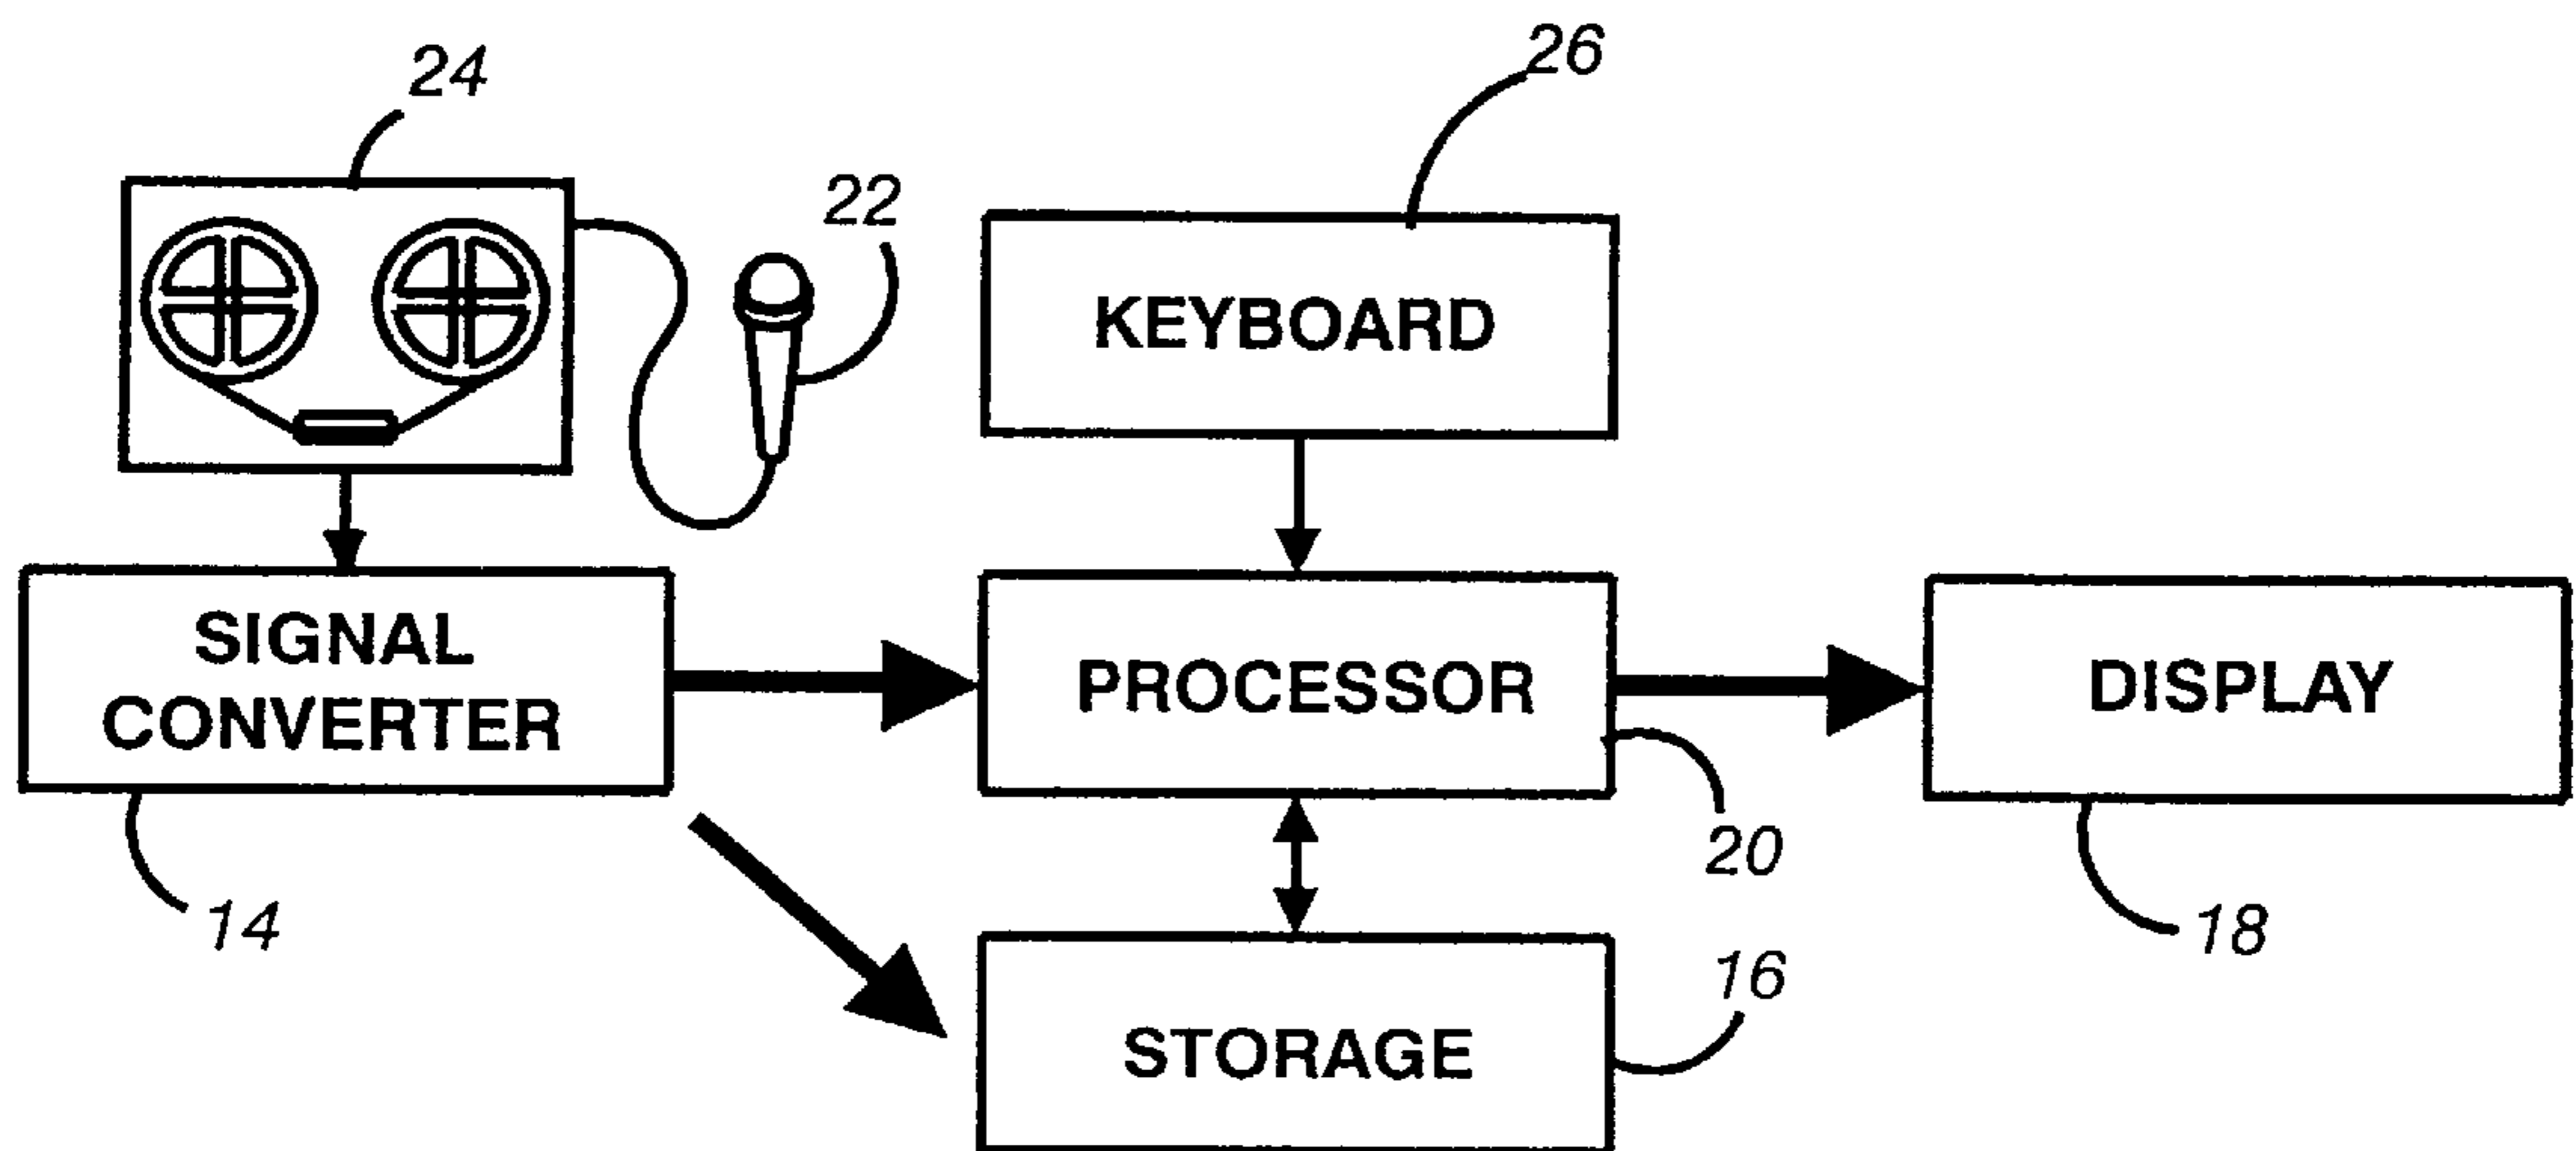 24
26
22
KEYBOARD
SIGNAL
CONVERTER
PROCESSOR
DISPLAY
20
14
18
16
STORAGE